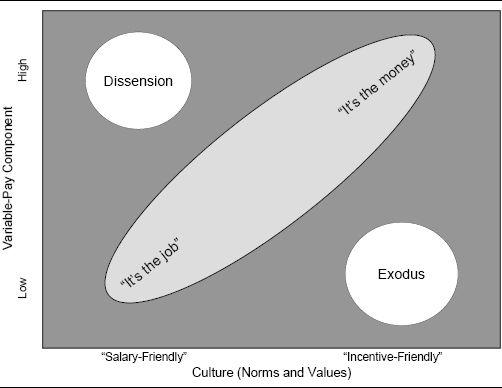 High
Dissension
“It's the money”
Variable-Pay Component
“It's the job”
Exodus
Low
“Salary-Friendly”
“Incentive-Friendly”
Culture (Norms and Values)